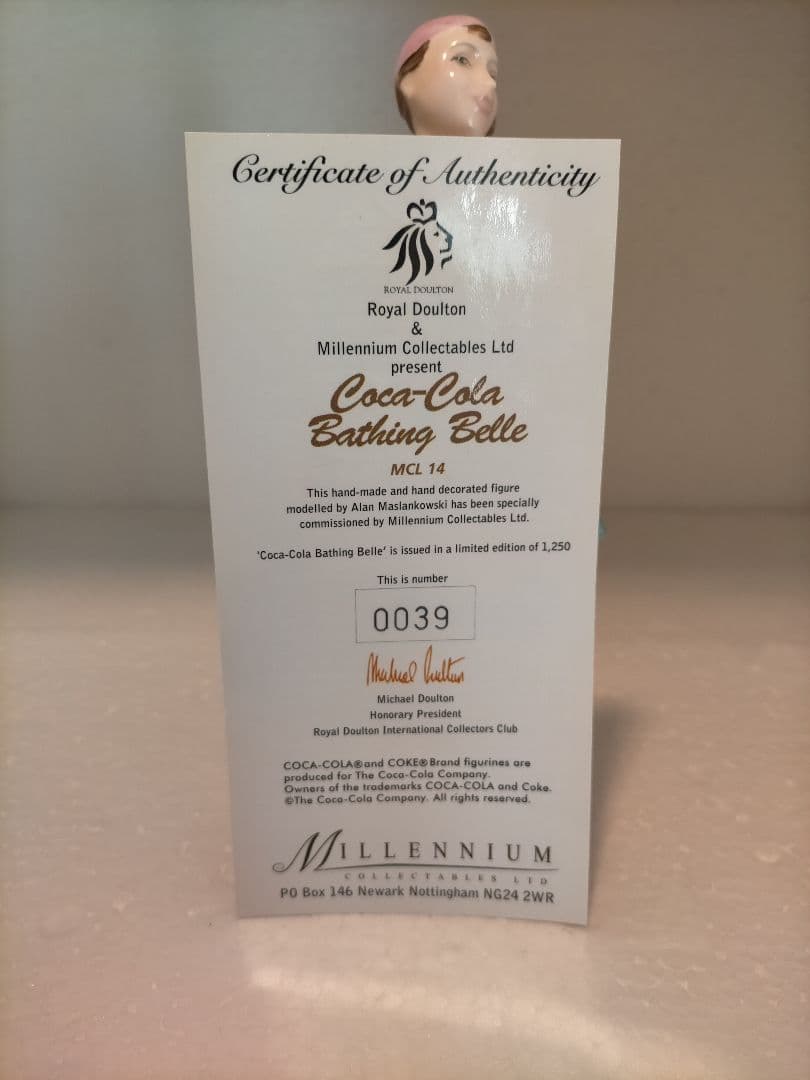 Certificate of Authenticity
ROYAL DOULTON
Royal Doulton
&
Millennium Collectables Ltd
present
Coca-Cola
Bathing Belle
MCL 14
This hand-made and hand decorated figure
modelled by Alan Maslankowski has been specially
commissioned by Millennium Collectables Ltd.
'Coca-Cola Bathing Belle' is issued in a limited edition of 1,250
This is number
0039
Michael Doulton
Michael Doulton
Honorary President
Royal Doulton International Collectors Club
COCA-COLA® and COKE® Brand figurines are
produced for The Coca-Cola Company.
Owners of the trademarks COCA-COLA and Coke.
©The Coca-Cola Company. All rights reserved.
MILLENNIUM
COLLECTABLES LTD
PO Box 146 Newark Nottingham NG24 2WR